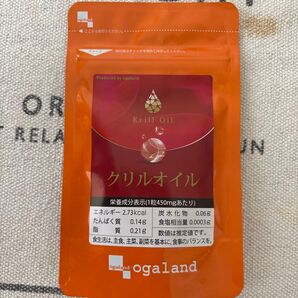 ogaland
Produced by ogaland
Krill Oil
クリルオイル
栄養成分表示(1粒450mgあたり)
エネルギー 2.73kcal 炭水化物 0.06g
たんぱく質 0.14g 食塩相当量 0.0003g
脂質 0.21g 数値は推定値です。
食生活は、主食、主菜、副菜を基本に、食事のバランスを。
ogaland
OR
RELA
UN